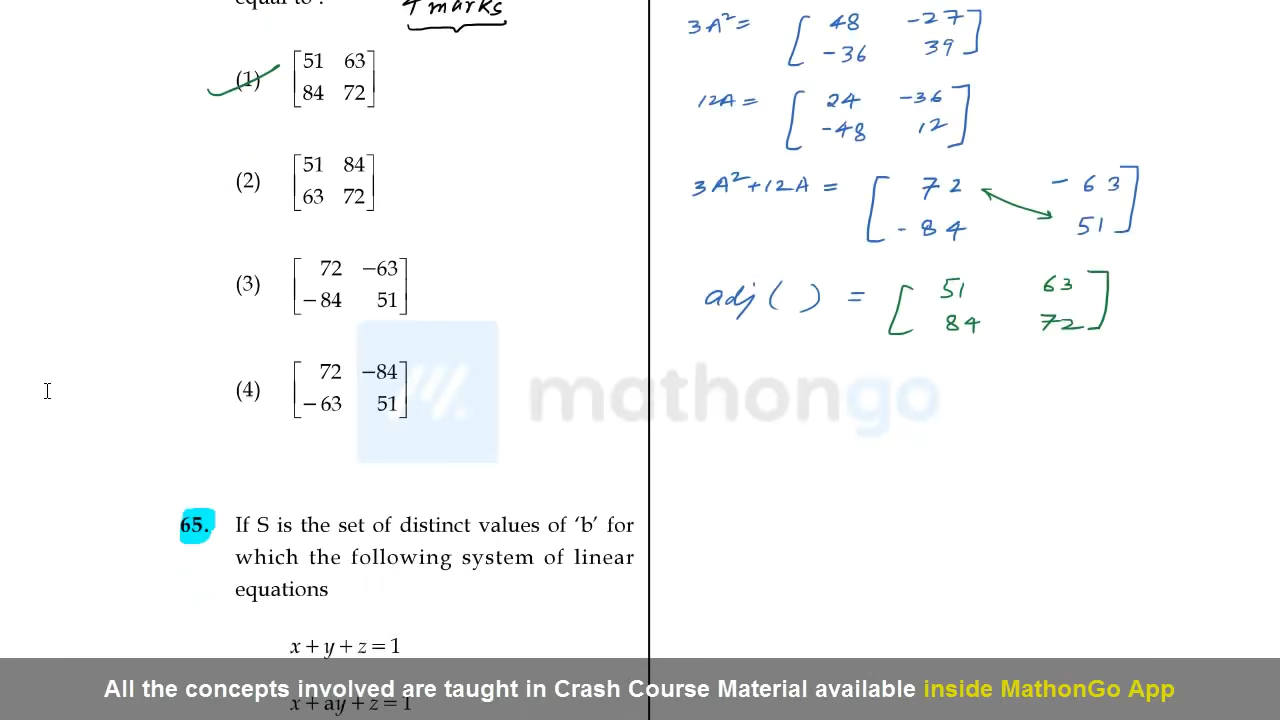 equal to :
4 marks
(1) [51 63
84 72]
(2) [51 84
63 72]
(3) [72 −63
−84 51]
(4) [72 −84
−63 51]
65. If S is the set of distinct values of ‘b’ for
which the following system of linear
equations
x + y + z = 1
x + ay + z = 1
3A² = [48 -27
-36 39]
12A = [24 -36
-48 12]
3A² + 12A = [72 -63
-84 51]
adj ( ) = [51 63
84 72]
mathongo
All the concepts involved are taught in Crash Course Material available inside MathonGo App